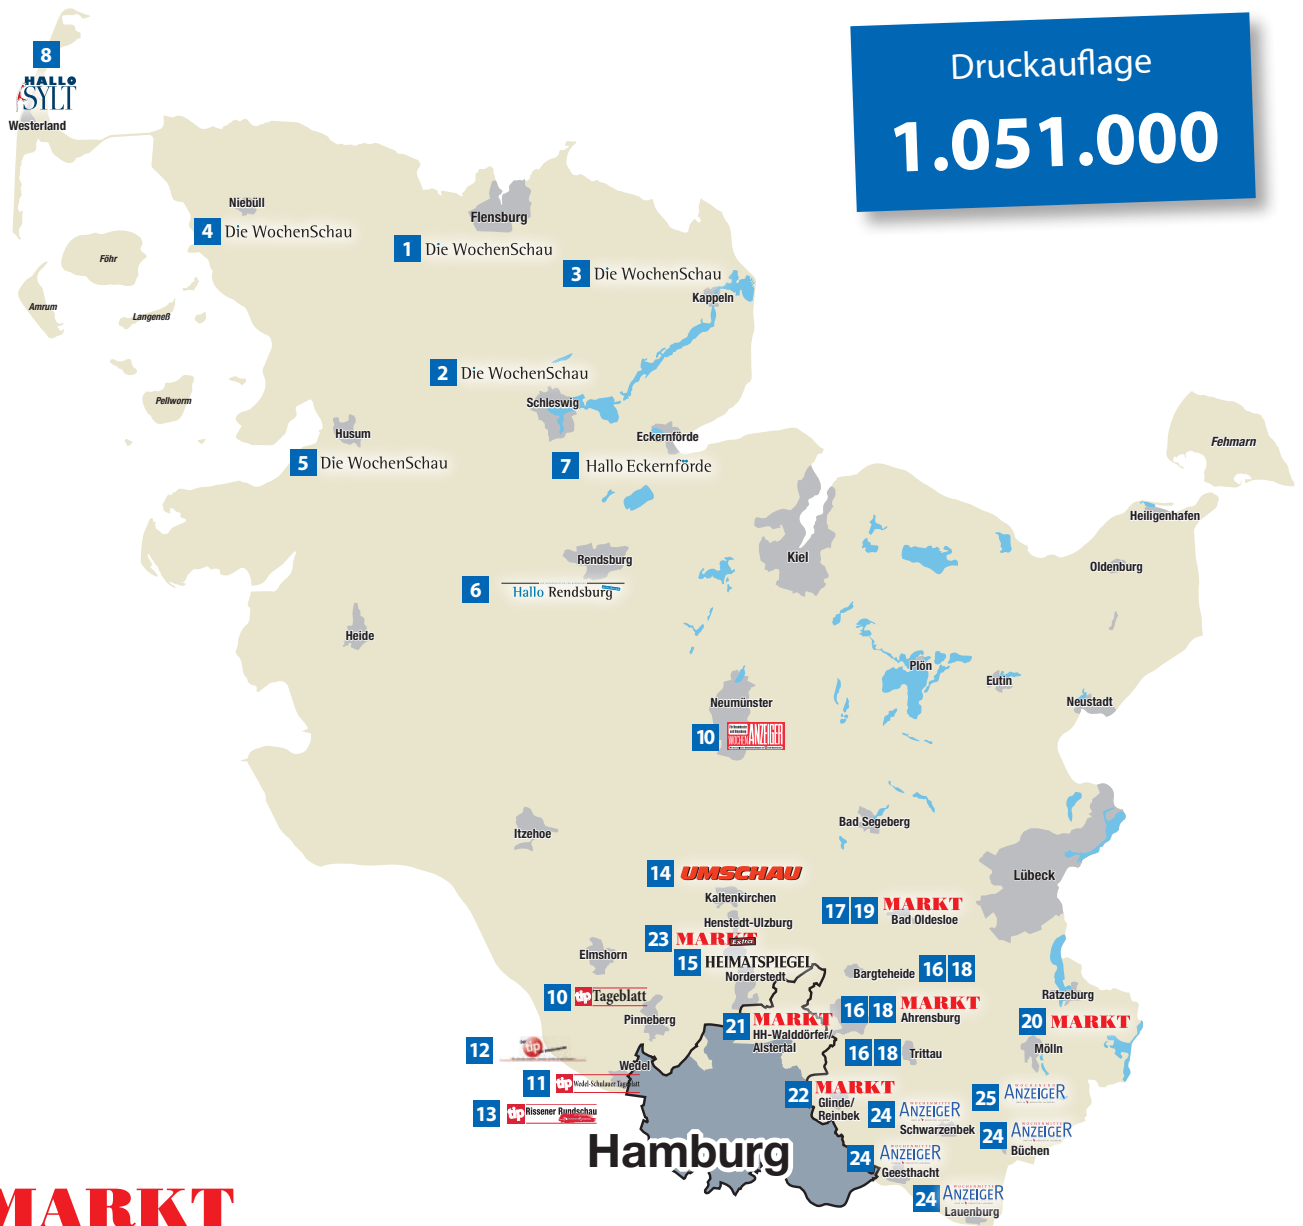 Druckauflage
1.051.000
8
HALLO
SYLT
Westerland
Niebüll
4 Die WochenSchau
Flensburg
1 Die WochenSchau
3 Die WochenSchau
Kappeln
Föhr
Amrum
Langeneß
Pellworm
2 Die WochenSchau
Schleswig
Husum
5 Die WochenSchau
Eckernförde
7 Hallo Eckernförde
Fehmarn
Heiligenhafen
Oldenburg
Kiel
Rendsburg
6 Hallo Rendsburg
Heide
Plön
Eutin
Neustadt
Neumünster
10 WOCHENANZEIGER
Itzehoe
Bad Segeberg
Lübeck
14 UMSCHAU
Kaltenkirchen
Henstedt-Ulzburg
23 MARKT Extra
15 HEIMATSPIEGEL
Norderstedt
17 19 MARKT
Bad Oldesloe
Elmshorn
10 tip Tageblatt
Pinneberg
Bargteheide 16 18
16 18 MARKT
Ahrensburg
Ratzeburg
20 MARKT
Mölln
21 MARKT
HH-Walddörfer/
Alstertal
16 18 Trittau
12 tip
Wedel
11 tip Wedel-Schulauer Tageblatt
13 tip Rissener Rundschau
22 MARKT
Glinde/
Reinbek
24 ANZEIGER
Schwarzenbek
25 ANZEIGER
24 ANZEIGER
Büchen
Hamburg
24 ANZEIGER
Geesthacht
24 ANZEIGER
Lauenburg
MARKT